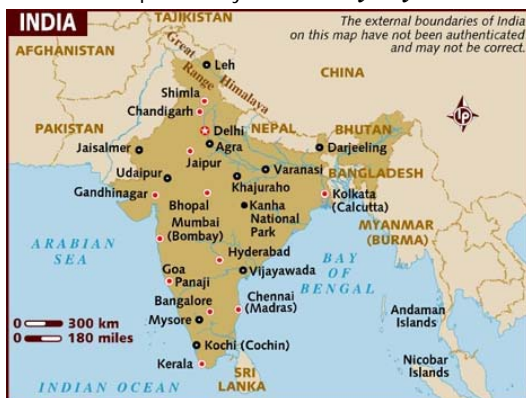 INDIA
The external boundaries of India
on this map have not been authenticated
and may not be correct.
TAJIKISTAN
AFGHANISTAN
Great
Range Himalaya
Leh
CHINA
Shimla
Chandigarh
PAKISTAN
Delhi
NEPAL
BHUTAN
Jaisalmer
Agra
Darjeeling
Jaipur
Varanasi
BANGLADESH
Udaipur
Khajuraho
Gandhinagar
Kolkata
(Calcutta)
Bhopal
Kanha
National
Park
Mumbai
(Bombay)
MYANMAR
(BURMA)
ARABIAN
SEA
Hyderabad
BAY
OF
BENGAL
Goa
Panaji
Vijayawada
Bangalore
Chennai
(Madras)
Andaman
Islands
0 300 km
0 180 miles
Mysore
Kochi (Cochin)
Nicobar
Islands
Kerala
SRI
LANKA
INDIAN OCEAN
lp